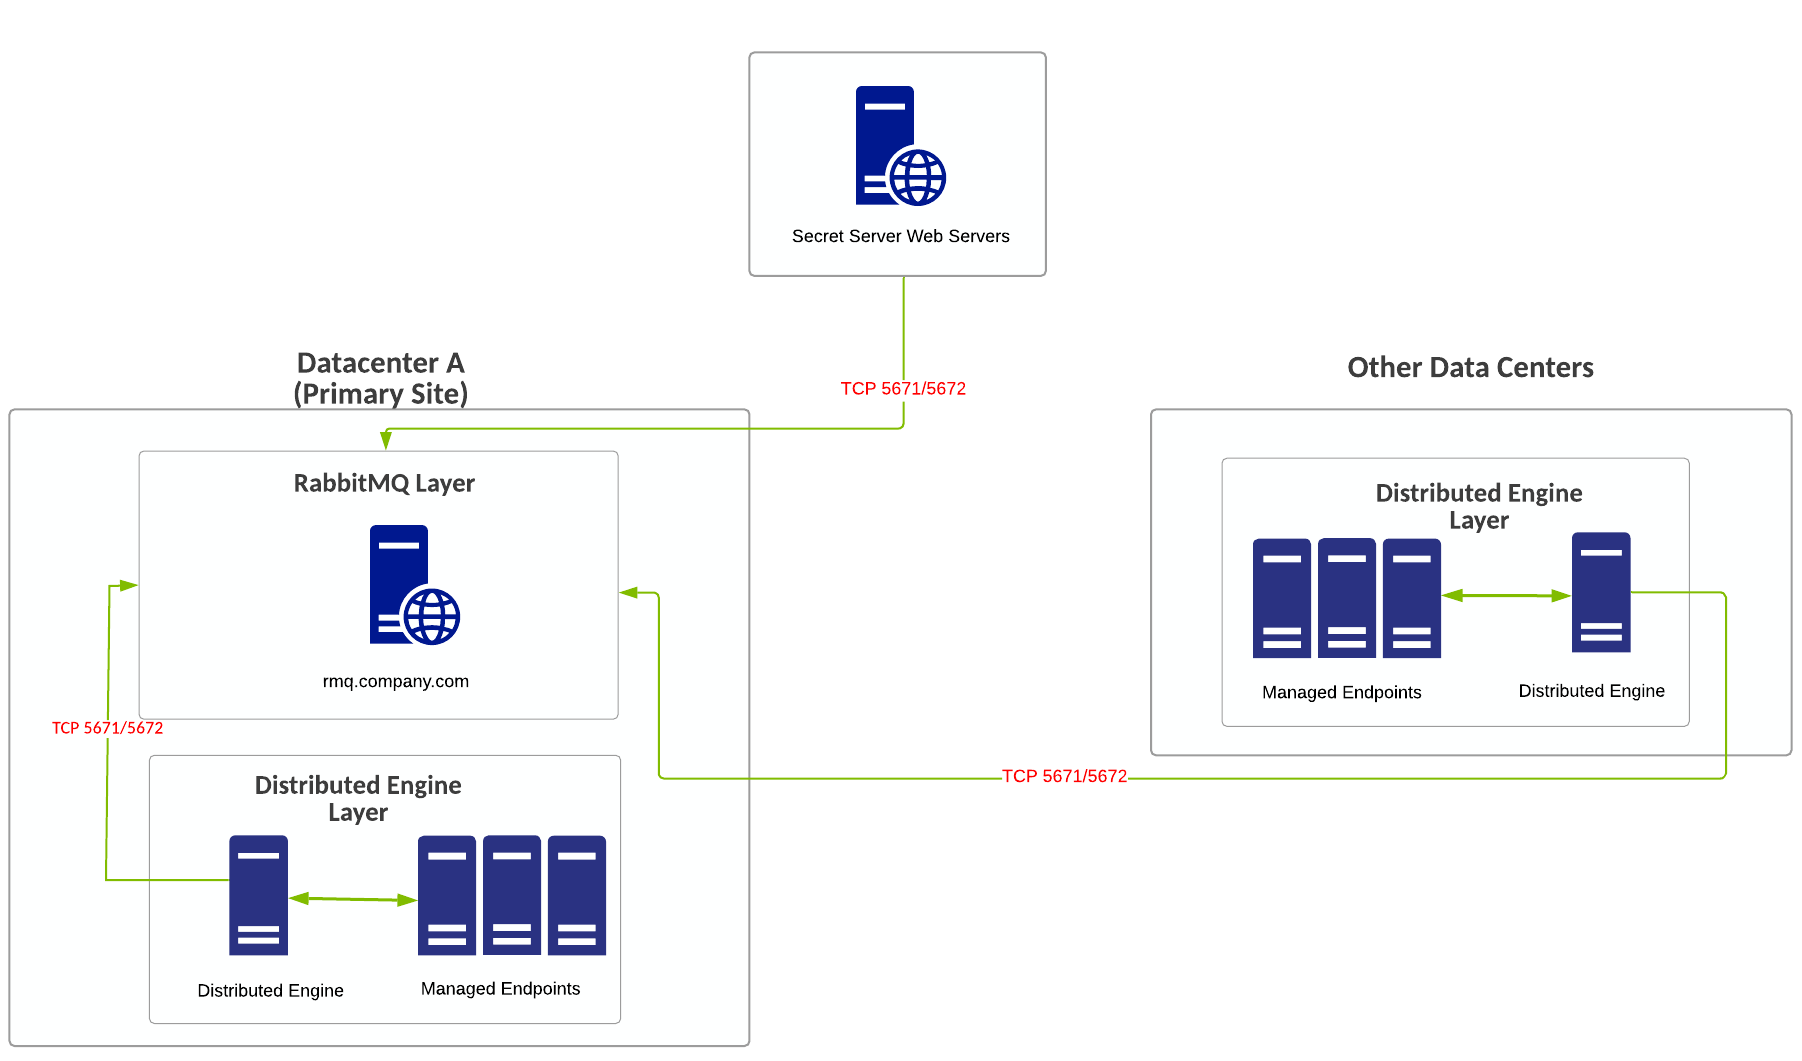 Secret Server Web Servers
TCP 5671/5672
Datacenter A
(Primary Site)
RabbitMQ Layer
rmq.company.com
TCP 5671/5672
Distributed Engine
Layer
Distributed Engine
Managed Endpoints
Other Data Centers
Distributed Engine
Layer
Managed Endpoints
Distributed Engine
TCP 5671/5672